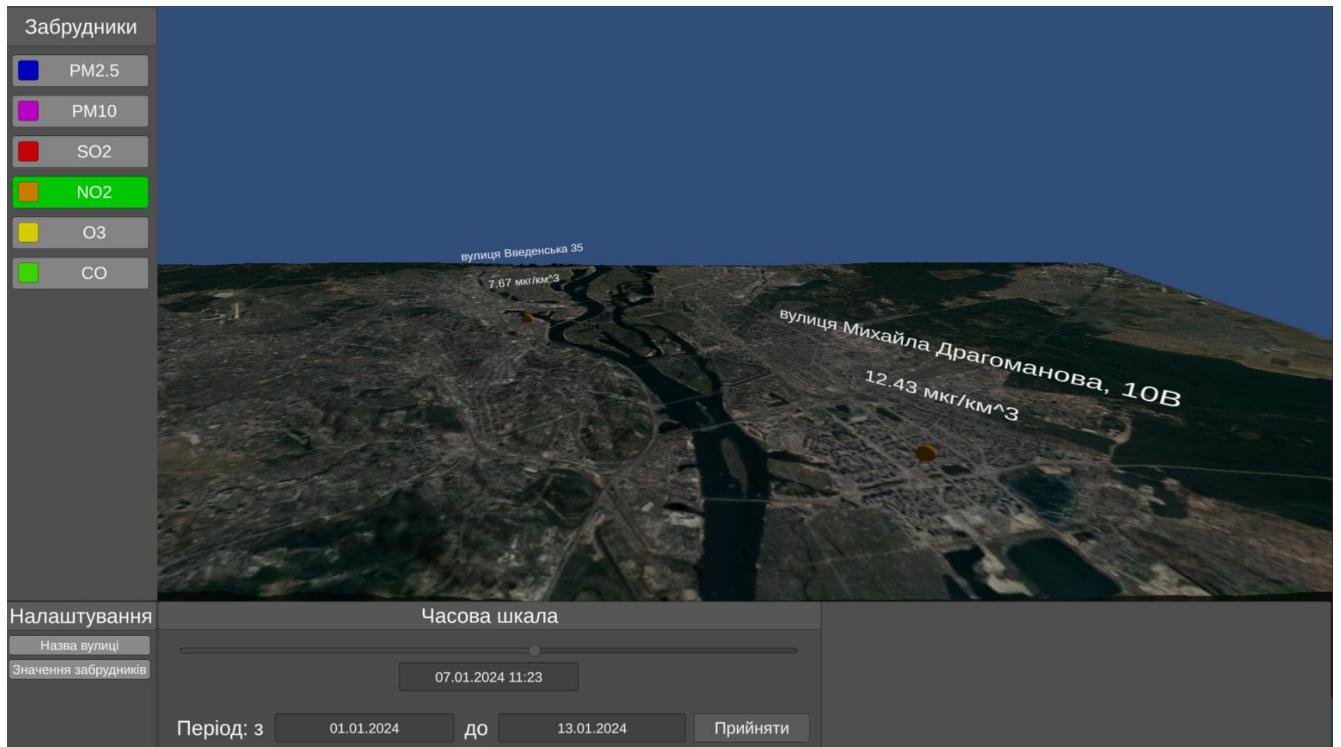 Забрудники
PM2.5
PM10
SO2
NO2
O3
CO
вулиця Введенська 35
7.67 мкг/км^3
вулиця Михайла Драгоманова, 10В
12.43 мкг/км^3
Налаштування
Назва вулиці
Значення забрудників
Часова шкала
07.01.2024 11:23
Період: з 01.01.2024 до 13.01.2024 Прийняти